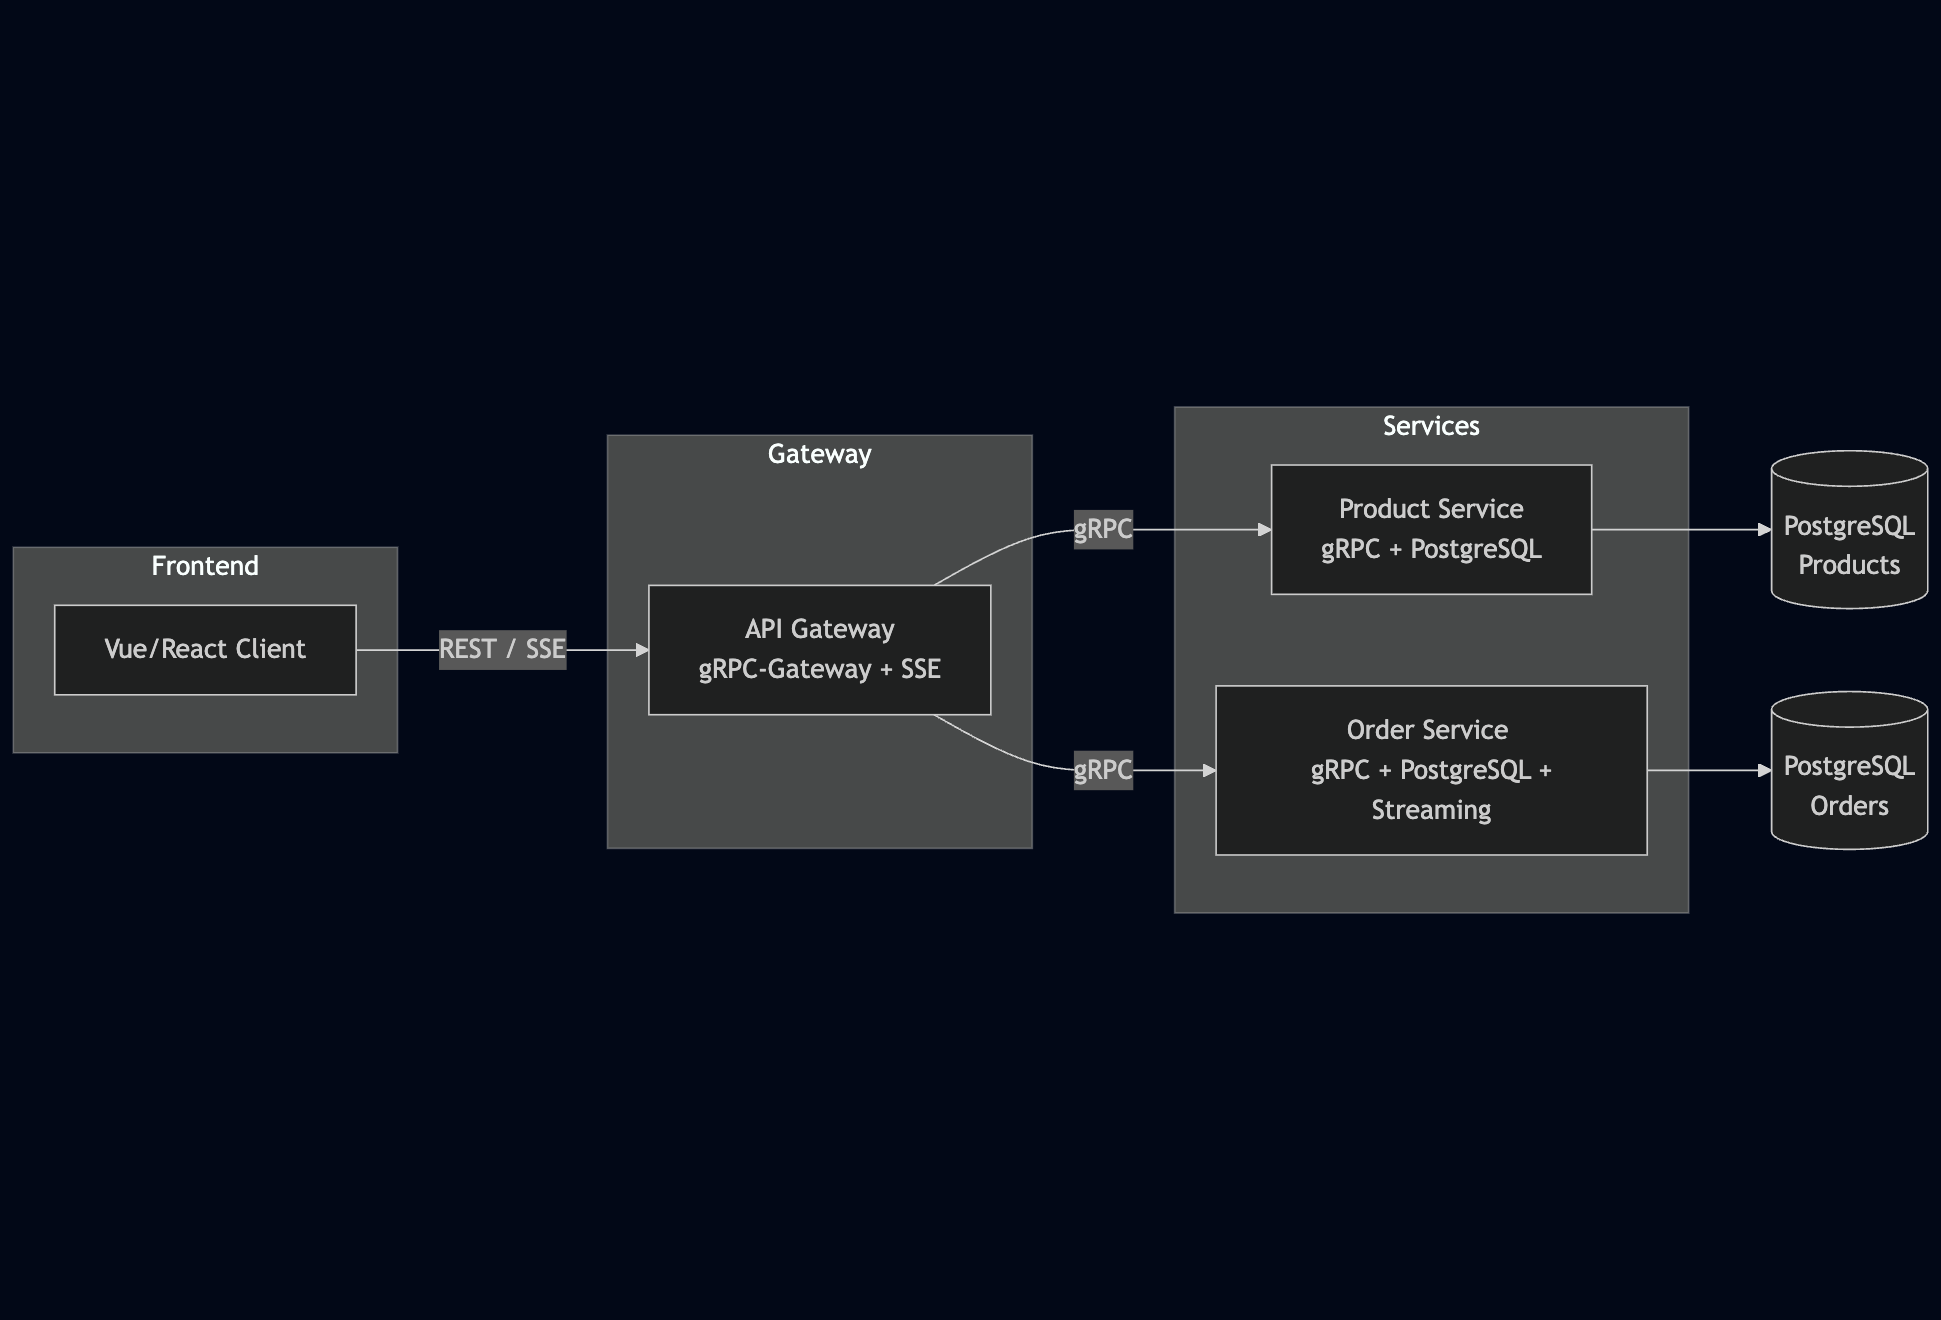 Frontend
Vue/React Client
REST / SSE
Gateway
API Gateway
gRPC-Gateway + SSE
gRPC
gRPC
Services
Product Service
gRPC + PostgreSQL
Order Service
gRPC + PostgreSQL +
Streaming
PostgreSQL
Products
PostgreSQL
Orders